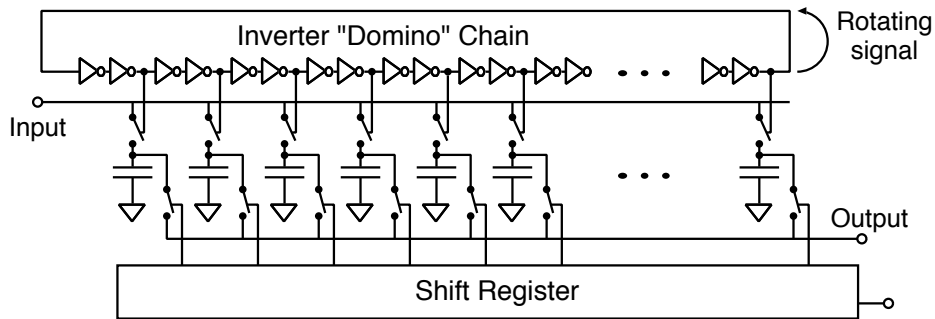 Inverter "Domino" Chain
Rotating
signal
Input
Output
Shift Register